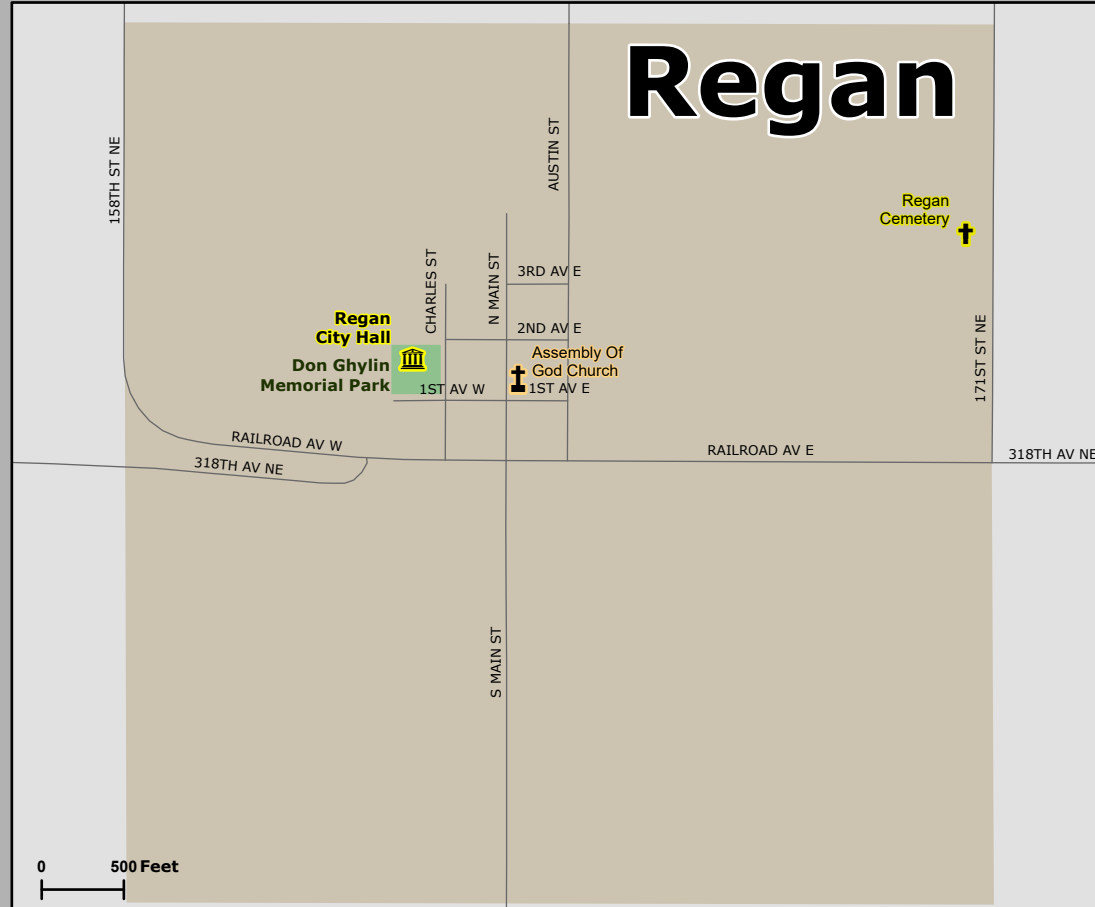 Regan
158TH ST NE
AUSTIN ST
Regan
Cemetery
CHARLES ST
N MAIN ST
3RD AV E
Regan
City Hall
2ND AV E
171ST ST NE
Don Ghylin
Memorial Park
Assembly Of
God Church
1ST AV W
1ST AV E
RAILROAD AV W
RAILROAD AV E
318TH AV NE
318TH AV NE
S MAIN ST
0 500 Feet